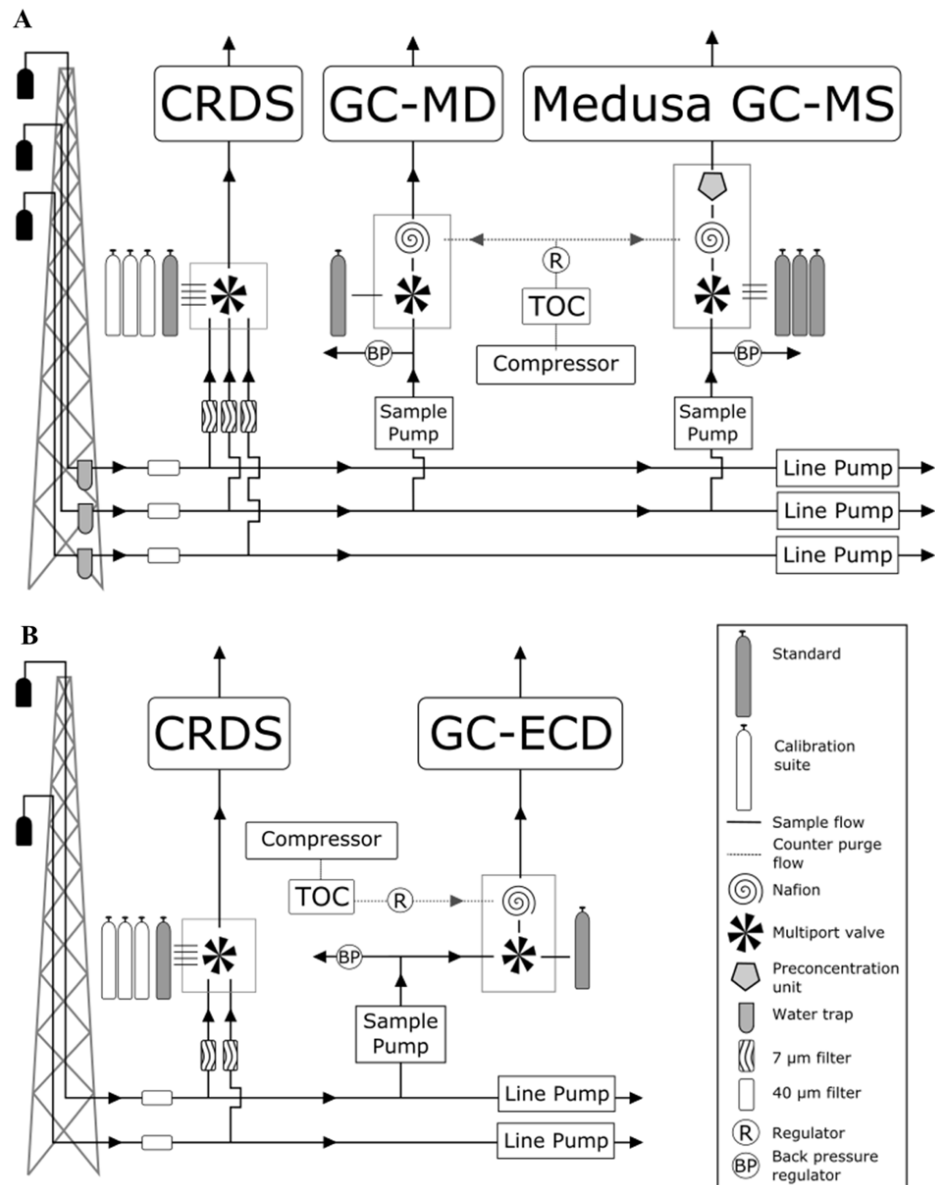 A
CRDS
GC-MD
Medusa GC-MS
R
TOC
Compressor
BP
BP
Sample
Pump
Sample
Pump
Line Pump
Line Pump
Line Pump
B
CRDS
GC-ECD
Compressor
TOC
R
BP
Sample
Pump
Line Pump
Line Pump
Standard
Calibration
suite
Sample flow
Counter purge
flow
Nafion
Multiport valve
Preconcentration
unit
Water trap
7 µm filter
40 µm filter
R Regulator
BP Back pressure
regulator